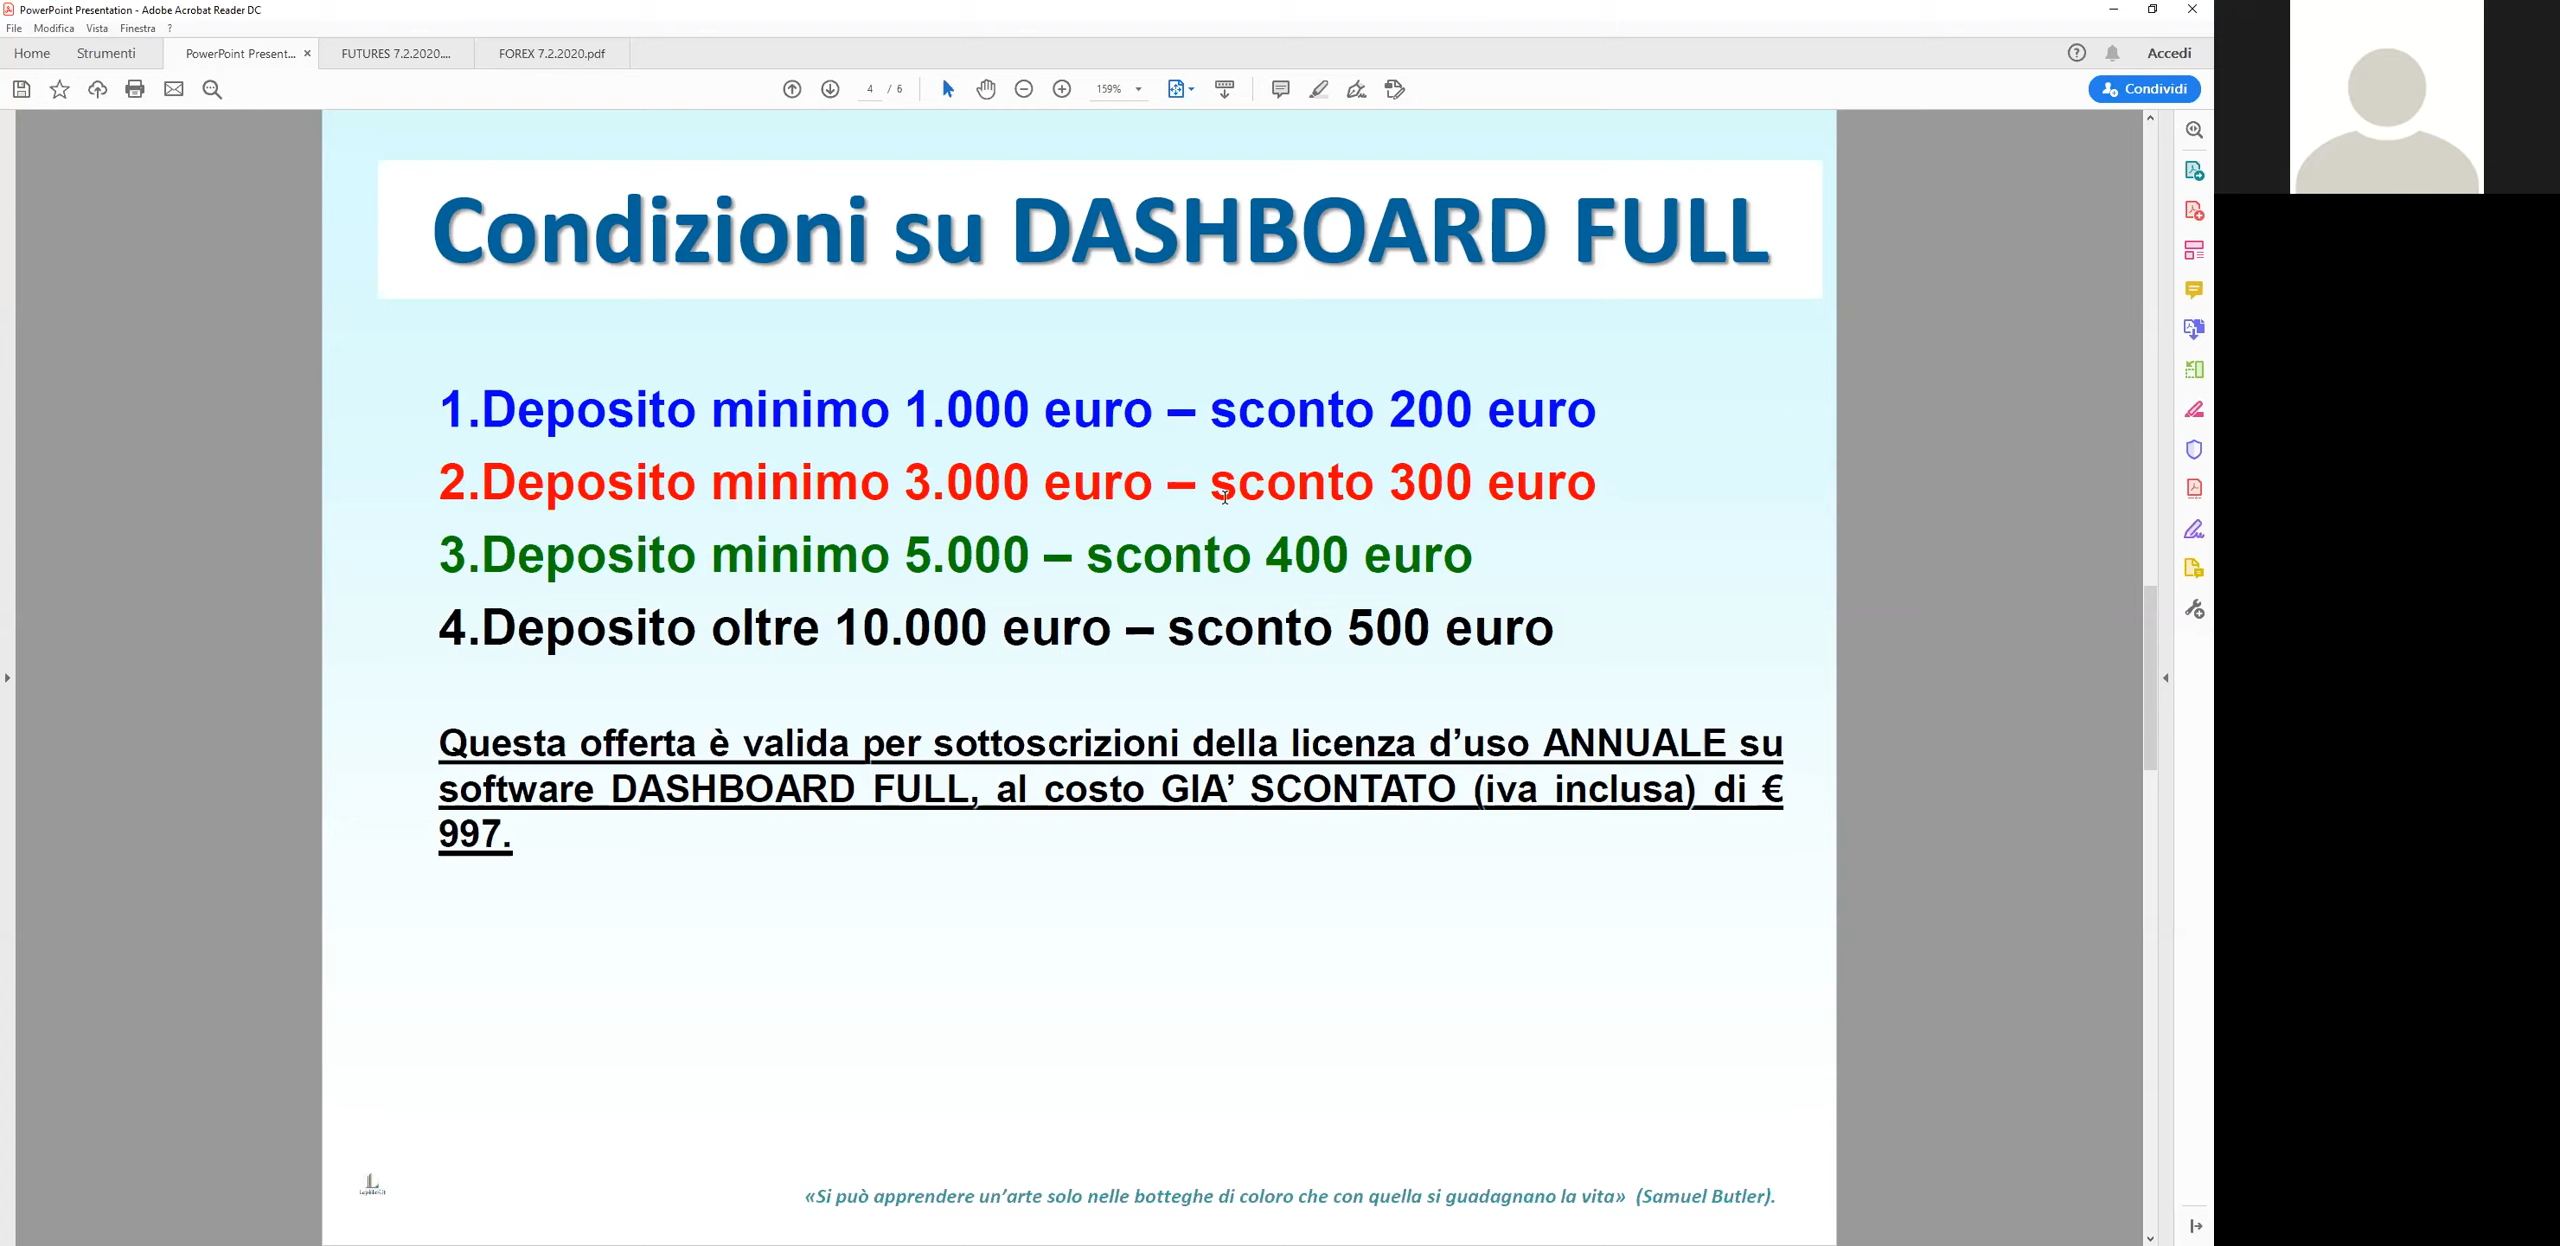 PowerPoint Presentation - Adobe Acrobat Reader DC
File Modifica Vista Finestra ?
Home Strumenti PowerPoint Present... × FUTURES 7.2.2020.... FOREX 7.2.2020.pdf Accedi
4 / 6 159% Condividi
Condizioni su DASHBOARD FULL
1.Deposito minimo 1.000 euro – sconto 200 euro
2.Deposito minimo 3.000 euro – sconto 300 euro
3.Deposito minimo 5.000 – sconto 400 euro
4.Deposito oltre 10.000 euro – sconto 500 euro
Questa offerta è valida per sottoscrizioni della licenza d’uso ANNUALE su
software DASHBOARD FULL, al costo GIA’ SCONTATO (iva inclusa) di €
997.
«Si può apprendere un’arte solo nelle botteghe di coloro che con quella si guadagnano la vita» (Samuel Butler).